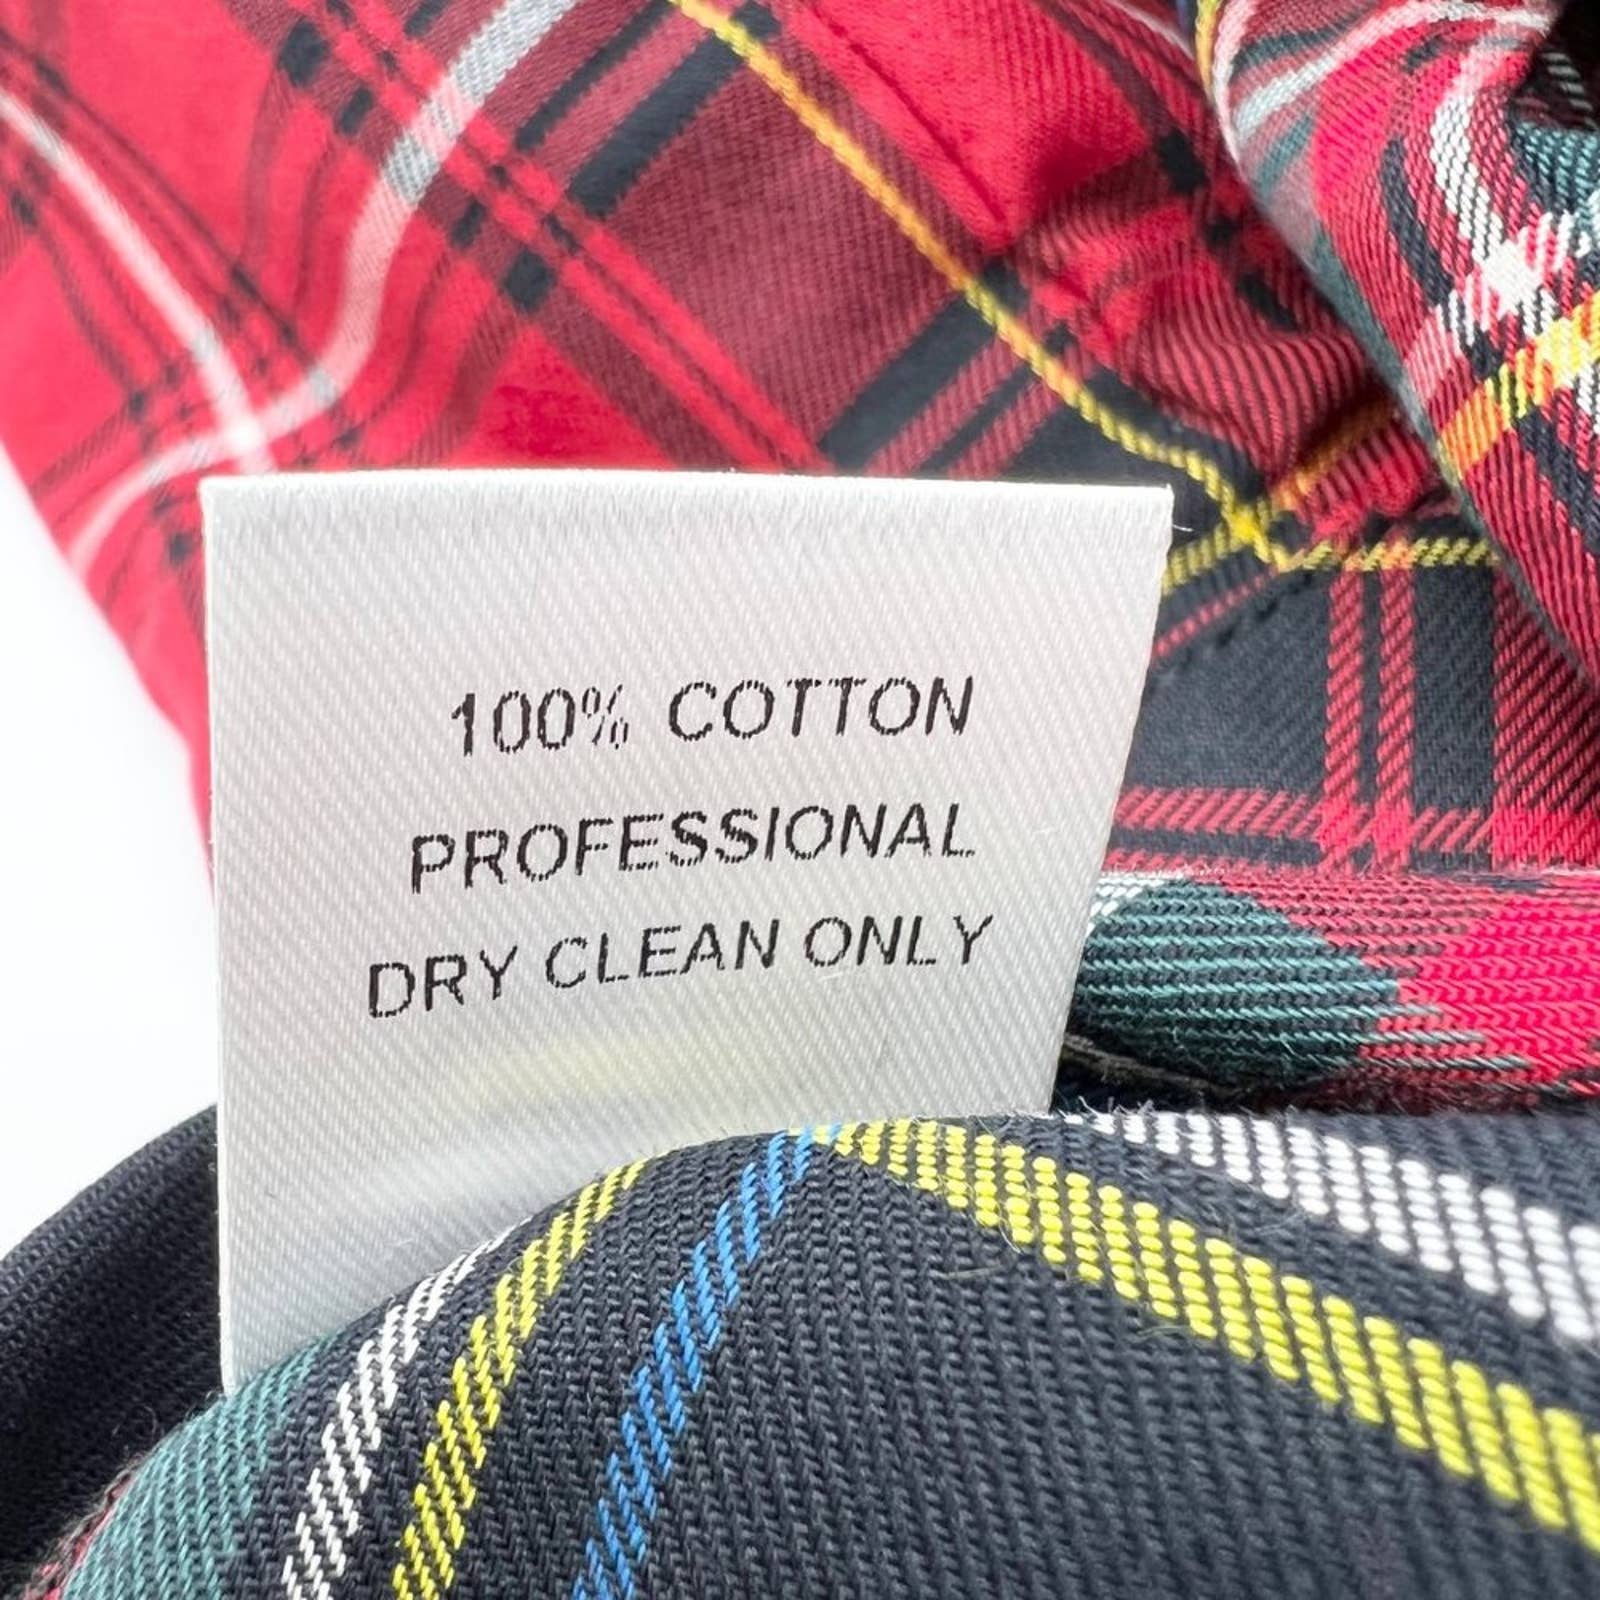 100% COTTON
PROFESSIONAL
DRY CLEAN ONLY